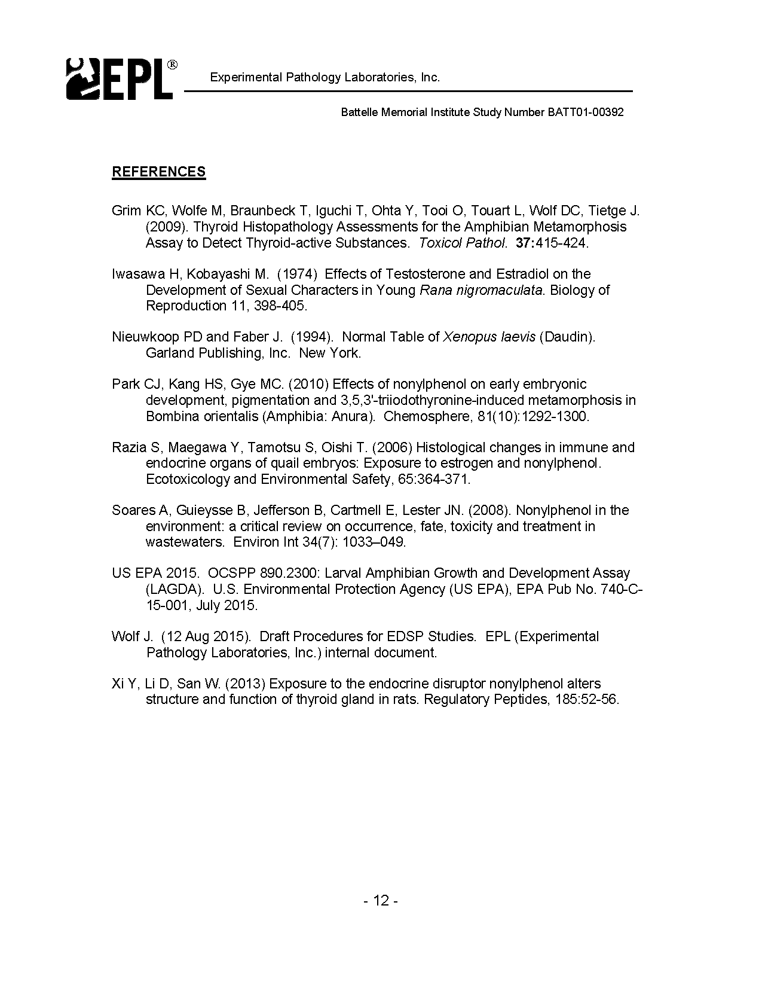 EPL®
Experimental Pathology Laboratories, Inc.
Battelle Memorial Institute Study Number BATT01-00392
REFERENCES
Grim KC, Wolfe M, Braunbeck T, Iguchi T, Ohta Y, Tooi O, Touart L, Wolf DC, Tietge J.
(2009). Thyroid Histopathology Assessments for the Amphibian Metamorphosis
Assay to Detect Thyroid-active Substances. Toxicol Pathol. 37:415-424.
Iwasawa H, Kobayashi M. (1974) Effects of Testosterone and Estradiol on the
Development of Sexual Characters in Young Rana nigromaculata. Biology of
Reproduction 11, 398-405.
Nieuwkoop PD and Faber J. (1994). Normal Table of Xenopus laevis (Daudin).
Garland Publishing, Inc. New York.
Park CJ, Kang HS, Gye MC. (2010) Effects of nonylphenol on early embryonic
development, pigmentation and 3,5,3'-triiodothyronine-induced metamorphosis in
Bombina orientalis (Amphibia: Anura). Chemosphere, 81(10):1292-1300.
Razia S, Maegawa Y, Tamotsu S, Oishi T. (2006) Histological changes in immune and
endocrine organs of quail embryos: Exposure to estrogen and nonylphenol.
Ecotoxicology and Environmental Safety, 65:364-371.
Soares A, Guieysse B, Jefferson B, Cartmell E, Lester JN. (2008). Nonylphenol in the
environment: a critical review on occurrence, fate, toxicity and treatment in
wastewaters. Environ Int 34(7): 1033–049.
US EPA 2015. OCSPP 890.2300: Larval Amphibian Growth and Development Assay
(LAGDA). U.S. Environmental Protection Agency (US EPA), EPA Pub No. 740-C-
15-001, July 2015.
Wolf J. (12 Aug 2015). Draft Procedures for EDSP Studies. EPL (Experimental
Pathology Laboratories, Inc.) internal document.
Xi Y, Li D, San W. (2013) Exposure to the endocrine disruptor nonylphenol alters
structure and function of thyroid gland in rats. Regulatory Peptides, 185:52-56.
- 12 -